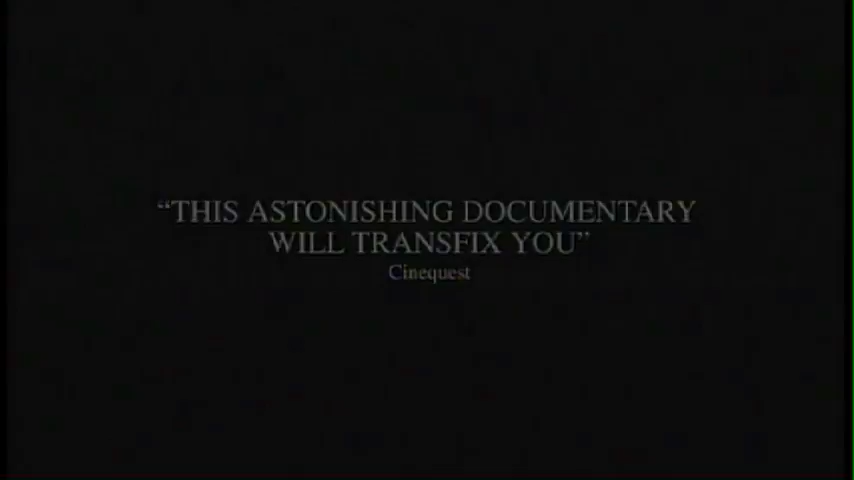 “THIS ASTONISHING DOCUMENTARY
WILL TRANSFIX YOU”
Cinequest